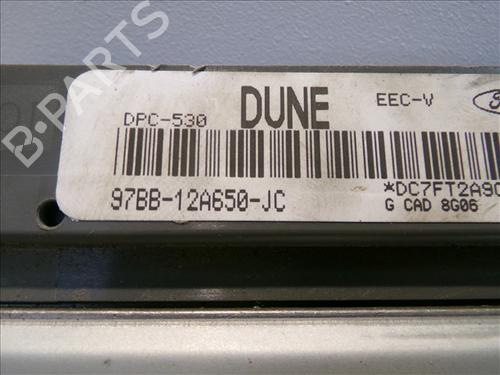 B-PARTS
DPC-530 DUNE EEC-V
97BB-12A650-JC *DC7FT2A9
G CAD 8G06